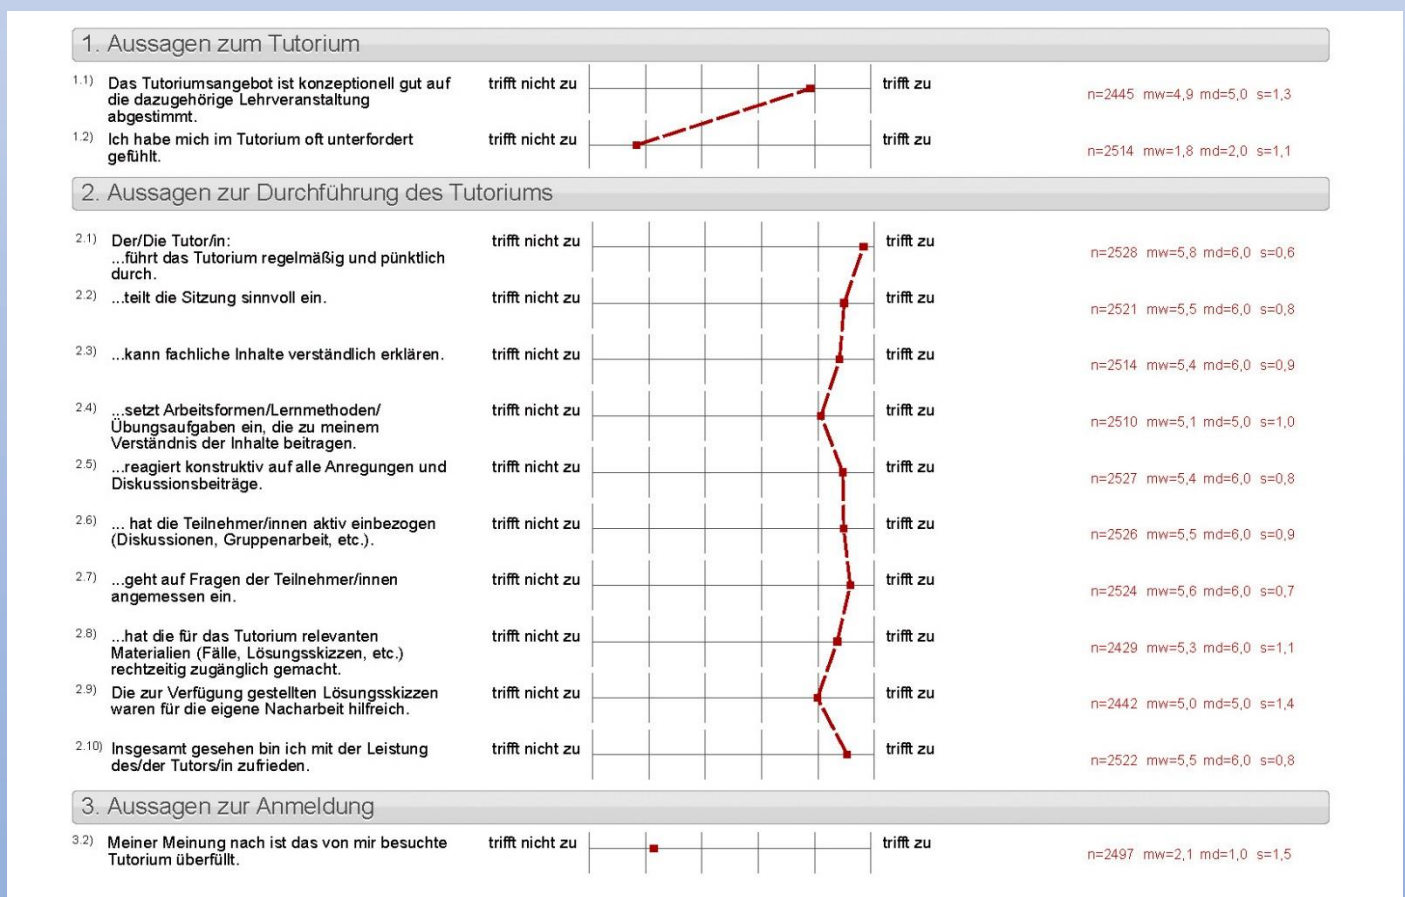 1. Aussagen zum Tutorium
1.1) Das Tutoriumsangebot ist konzeptionell gut auf
die dazugehörige Lehrveranstaltung
abgestimmt.
trifft nicht zu
trifft zu
n=2445 mw=4,9 md=5,0 s=1,3
1.2) Ich habe mich im Tutorium oft unterfordert
gefühlt.
trifft nicht zu
trifft zu
n=2514 mw=1,8 md=2,0 s=1,1
2. Aussagen zur Durchführung des Tutoriums
2.1) Der/Die Tutor/in:
...führt das Tutorium regelmäßig und pünktlich
durch.
trifft nicht zu
trifft zu
n=2528 mw=5,8 md=6,0 s=0,6
2.2) ...teilt die Sitzung sinnvoll ein.
trifft nicht zu
trifft zu
n=2521 mw=5,5 md=6,0 s=0,8
2.3) ...kann fachliche Inhalte verständlich erklären.
trifft nicht zu
trifft zu
n=2514 mw=5,4 md=6,0 s=0,9
2.4) ...setzt Arbeitsformen/Lernmethoden/
Übungsaufgaben ein, die zu meinem
Verständnis der Inhalte beitragen.
trifft nicht zu
trifft zu
n=2510 mw=5,1 md=5,0 s=1,0
2.5) ...reagiert konstruktiv auf alle Anregungen und
Diskussionsbeiträge.
trifft nicht zu
trifft zu
n=2527 mw=5,4 md=6,0 s=0,8
2.6) ... hat die Teilnehmer/innen aktiv einbezogen
(Diskussionen, Gruppenarbeit, etc.).
trifft nicht zu
trifft zu
n=2526 mw=5,5 md=6,0 s=0,9
2.7) ...geht auf Fragen der Teilnehmer/innen
angemessen ein.
trifft nicht zu
trifft zu
n=2524 mw=5,6 md=6,0 s=0,7
2.8) ...hat die für das Tutorium relevanten
Materialien (Fälle, Lösungsskizzen, etc.)
rechtzeitig zugänglich gemacht.
trifft nicht zu
trifft zu
n=2429 mw=5,3 md=6,0 s=1,1
2.9) Die zur Verfügung gestellten Lösungsskizzen
waren für die eigene Nacharbeit hilfreich.
trifft nicht zu
trifft zu
n=2442 mw=5,0 md=5,0 s=1,4
2.10) Insgesamt gesehen bin ich mit der Leistung
des/der Tutors/in zufrieden.
trifft nicht zu
trifft zu
n=2522 mw=5,5 md=6,0 s=0,8
3. Aussagen zur Anmeldung
3.2) Meiner Meinung nach ist das von mir besuchte
Tutorium überfüllt.
trifft nicht zu
trifft zu
n=2497 mw=2,1 md=1,0 s=1,5